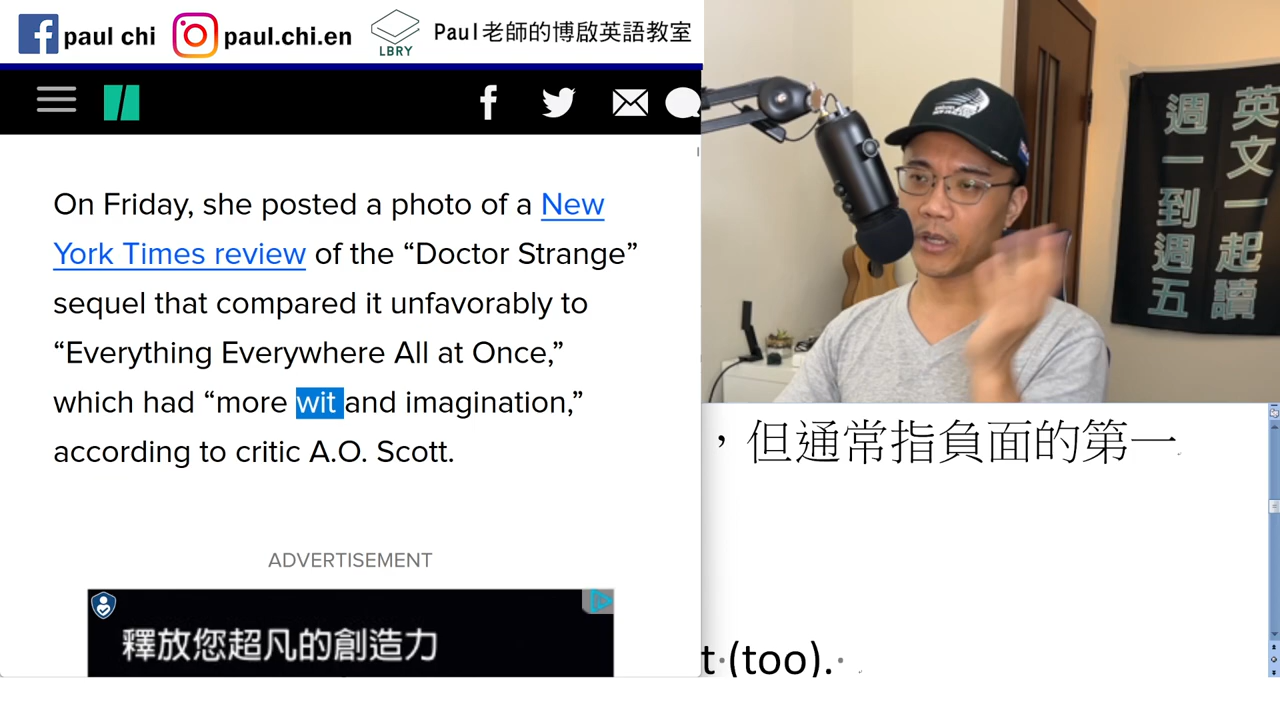 paul chi
paul.chi.en
LBRY
Paul老師的博啟英語教室
On Friday, she posted a photo of a New
York Times review of the “Doctor Strange”
sequel that compared it unfavorably to
“Everything Everywhere All at Once,”
which had “more wit and imagination,”
according to critic A.O. Scott.
ADVERTISEMENT
釋放您超凡的創造力
英文一起讀
週一到週五
，但通常指負面的第一
t (too).